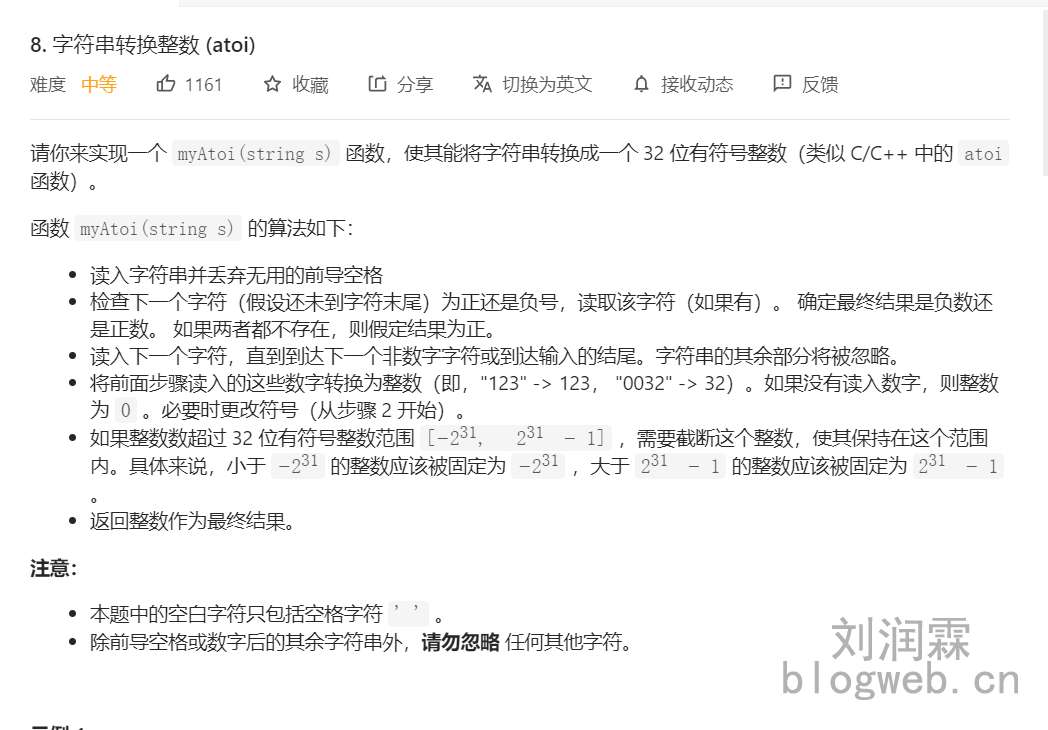 8. 字符串转换整数 (atoi)
难度 中等 1161 收藏 分享 切换为英文 接收动态 反馈
请你来实现一个 myAtoi(string s) 函数，使其能将字符串转换成一个 32 位有符号整数（类似 C/C++ 中的 atoi
函数）。
函数 myAtoi(string s) 的算法如下：
• 读入字符串并丢弃无用的前导空格
• 检查下一个字符（假设还未到字符末尾）为正还是负号，读取该字符（如果有）。 确定最终结果是负数还
是正数。 如果两者都不存在，则假定结果为正。
• 读入下一个字符，直到到达下一个非数字字符或到达输入的结尾。字符串的其余部分将被忽略。
• 将前面步骤读入的这些数字转换为整数（即，"123" -> 123， "0032" -> 32）。如果没有读入数字，则整数
为 0 。必要时更改符号（从步骤 2 开始）。
• 如果整数数超过 32 位有符号整数范围 [−2³¹, 2³¹ − 1] ，需要截断这个整数，使其保持在这个范围
内。具体来说，小于 −2³¹ 的整数应该被固定为 −2³¹ ，大于 2³¹ − 1 的整数应该被固定为 2³¹ − 1
。
• 返回整数作为最终结果。
注意：
• 本题中的空白字符只包括空格字符 ' ' 。
• 除前导空格或数字后的其余字符串外，请勿忽略 任何其他字符。
刘润霖
blogweb.cn